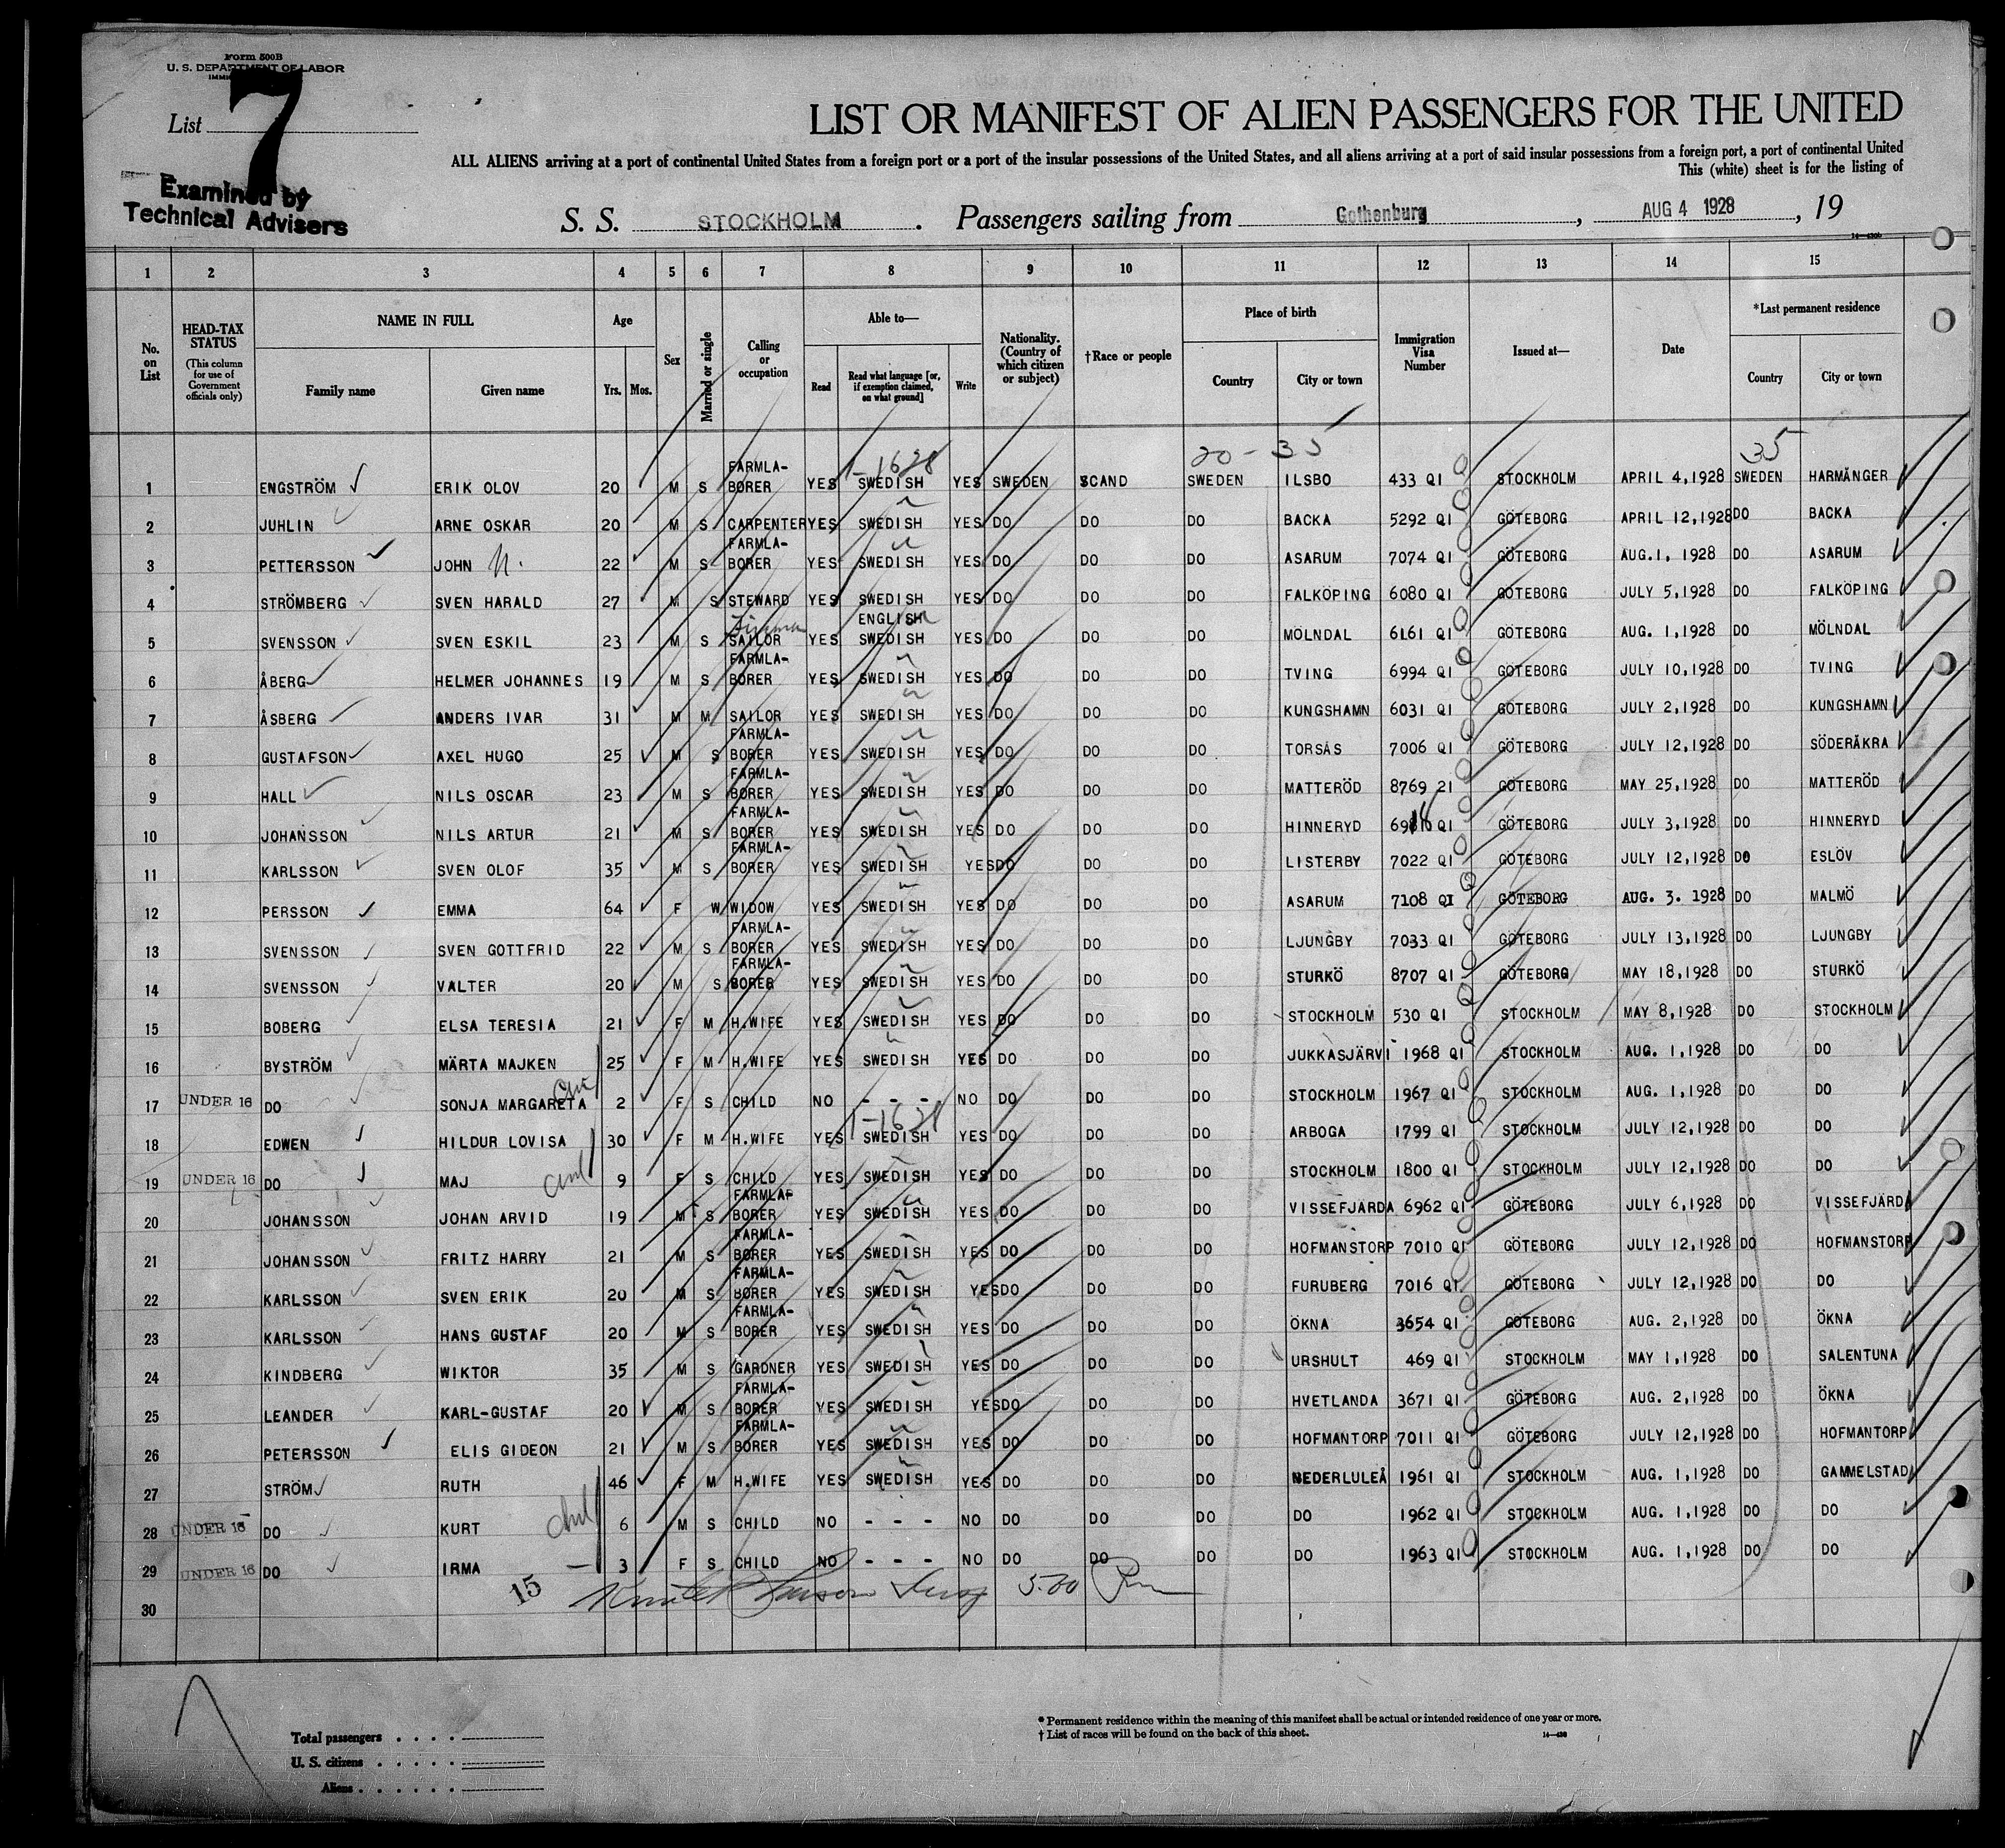 Form 500B
U. S. DEPARTMENT OF LABOR
List 7
Examined by
Technical Advisers
LIST OR MANIFEST OF ALIEN PASSENGERS FOR THE UNITED
ALL ALIENS arriving at a port of continental United States from a foreign port or a port of the insular possessions of the United States, and all aliens arriving at a port of said insular possessions from a foreign port, a port of continental United
This (white) sheet is for the listing of
S. S. STOCKHOLM . Passengers sailing from Gothenburg , AUG 4 1928 , 19
1 2 3 4 5 6 7 8 9 10 11 12 13 14 15
No. on List
HEAD-TAX STATUS (This column for use of Government officials only)
NAME IN FULL Family name Given name
Age Yrs. Mos.
Sex
Married or single
Calling or occupation
Able to— Read Read what language [or, if exemption claimed, on what ground] Write
Nationality. (Country of which citizen or subject)
†Race or people
Place of birth Country City or town
Immigration Visa Number
Issued at—
Date
*Last permanent residence Country City or town
1-1628 20-35 35
1 ENGSTRÖM ERIK OLOV 20 M S FARMLA-BORER YES SWEDISH YES SWEDEN SCAND SWEDEN ILSBO 433 QI STOCKHOLM APRIL 4,1928 SWEDEN HARMÅNGER
2 JUHLIN ARNE OSKAR 20 M S CARPENTER YES SWEDISH YES DO DO DO BACKA 5292 QI GÖTEBORG APRIL 12,1928 DO BACKA
3 PETTERSSON JOHN N. 22 M S FARMLA-BORER YES SWEDISH YES DO DO DO ASARUM 7074 QI GÖTEBORG AUG.1, 1928 DO ASARUM
4 STRÖMBERG SVEN HARALD 27 M S STEWARD YES SWEDISH ENGLISH YES DO DO DO FALKÖPING 6080 QI GÖTEBORG JULY 5,1928 DO FALKÖPING
5 SVENSSON SVEN ESKIL 23 M S SAILOR YES SWEDISH YES DO DO DO MÖLNDAL 6161 QI GÖTEBORG AUG. 1,1928 DO MÖLNDAL
6 ÅBERG HELMER JOHANNES 19 M S FARMLA-BORER YES SWEDISH YES DO DO DO TVING 6994 QI GÖTEBORG JULY 10,1928 DO TVING
7 ÅSBERG ANDERS IVAR 31 M M SAILOR YES SWEDISH YES DO DO DO KUNGSHAMN 6031 QI GÖTEBORG JULY 2,1928 DO KUNGSHAMN
8 GUSTAFSON AXEL HUGO 25 M S FARMLA-BORER YES SWEDISH YES DO DO DO TORSÅS 7006 QI GÖTEBORG JULY 12,1928 DO SÖDERÅKRA
9 HALL NILS OSCAR 23 M S FARMLA-BORER YES SWEDISH YES DO DO DO MATTERÖD 8769 21 GÖTEBORG MAY 25,1928 DO MATTERÖD
10 JOHANSSON NILS ARTUR 21 M S FARMLA-BORER YES SWEDISH YES DO DO DO HINNERYD QI GÖTEBORG JULY 3,1928 DO HINNERYD
11 KARLSSON SVEN OLOF 35 M S FARMLA-BORER YES SWEDISH YES DO DO DO LISTERBY 7022 QI GÖTEBORG JULY 12,1928 DO ESLÖV
12 PERSSON EMMA 64 F W WIDOW YES SWEDISH YES DO DO DO ASARUM 7108 QI GÖTEBORG AUG. 3. 1928 DO MALMÖ
13 SVENSSON SVEN GOTTFRID 22 M S FARMLA-BORER YES SWEDISH YES DO DO DO LJUNGBY 7033 QI GÖTEBORG JULY 13,1928 DO LJUNGBY
14 SVENSSON VALTER 20 M S FARMLA-BORER YES SWEDISH YES DO DO DO STURKÖ 8707 QI GÖTEBORG MAY 18,1928 DO STURKÖ
15 BOBERG ELSA TERESIA 21 F M H.WIFE YES SWEDISH YES DO DO DO STOCKHOLM 530 QI STOCKHOLM MAY 8,1928 DO STOCKHOLM
16 BYSTRÖM MÄRTA MAJKEN 25 F M H.WIFE YES SWEDISH YES DO DO DO JUKKASJÄRVI 1968 QI STOCKHOLM AUG. 1,1928 DO DO
17 UNDER 16 DO SONJA MARGARETA 2 F S CHILD NO - - - NO DO DO DO STOCKHOLM 1967 QI STOCKHOLM AUG. 1,1928 DO DO
1-1628
18 EDWEN HILDUR LOVISA 30 F M H.WIFE YES SWEDISH YES DO DO DO ARBOGA 1799 QI STOCKHOLM JULY 12,1928 DO DO
19 UNDER 16 DO MAJ 9 F S CHILD YES SWEDISH YES DO DO DO STOCKHOLM 1800 QI STOCKHOLM JULY 12,1928 DO DO
20 JOHANSSON JOHAN ARVID 19 M S FARMLA-BORER YES SWEDISH YES DO DO DO VISSEFJÄRDA 6962 QI GÖTEBORG JULY 6,1928 DO VISSEFJÄRDA
21 JOHANSSON FRITZ HARRY 21 M S FARMLA-BORER YES SWEDISH YES DO DO DO HOFMANSTORP 7010 QI GÖTEBORG JULY 12,1928 DO HOFMANSTORP
22 KARLSSON SVEN ERIK 20 M S FARMLA-BORER YES SWEDISH YES DO DO DO FURUBERG 7016 QI GÖTEBORG JULY 12,1928 DO DO
23 KARLSSON HANS GUSTAF 20 M S FARMLA-BORER YES SWEDISH YES DO DO DO ÖKNA 3654 QI GÖTEBORG AUG. 2,1928 DO ÖKNA
24 KINDBERG WIKTOR 35 M S GARDNER YES SWEDISH YES DO DO DO URSHULT 469 QI STOCKHOLM MAY 1,1928 DO SALENTUNA
25 LEANDER KARL-GUSTAF 20 M S FARMLA-BORER YES SWEDISH YES DO DO DO HVETLANDA 3671 QI GÖTEBORG AUG. 2,1928 DO ÖKNA
26 PETERSSON ELIS GIDEON 21 M S FARMLA-BORER YES SWEDISH YES DO DO DO HOFMANTORP 7011 QI GÖTEBORG JULY 12,1928 DO HOFMANTORP
27 STRÖM RUTH 46 F M H.WIFE YES SWEDISH YES DO DO DO NEDERLULEÅ 1961 QI STOCKHOLM AUG. 1,1928 DO GAMMELSTAD
28 UNDER 16 DO KURT 6 M S CHILD NO - - - NO DO DO DO DO 1962 QI STOCKHOLM AUG. 1,1928 DO DO
29 UNDER 16 DO IRMA 3 F S CHILD NO - - - NO DO DO DO DO 1963 QI STOCKHOLM AUG. 1,1928 DO DO
15 5.00
30
Total passengers . . . .
U. S. citizens . . . . .
Aliens . . . . . .
* Permanent residence within the meaning of this manifest shall be actual or intended residence of one year or more.
† List of races will be found on the back of this sheet.